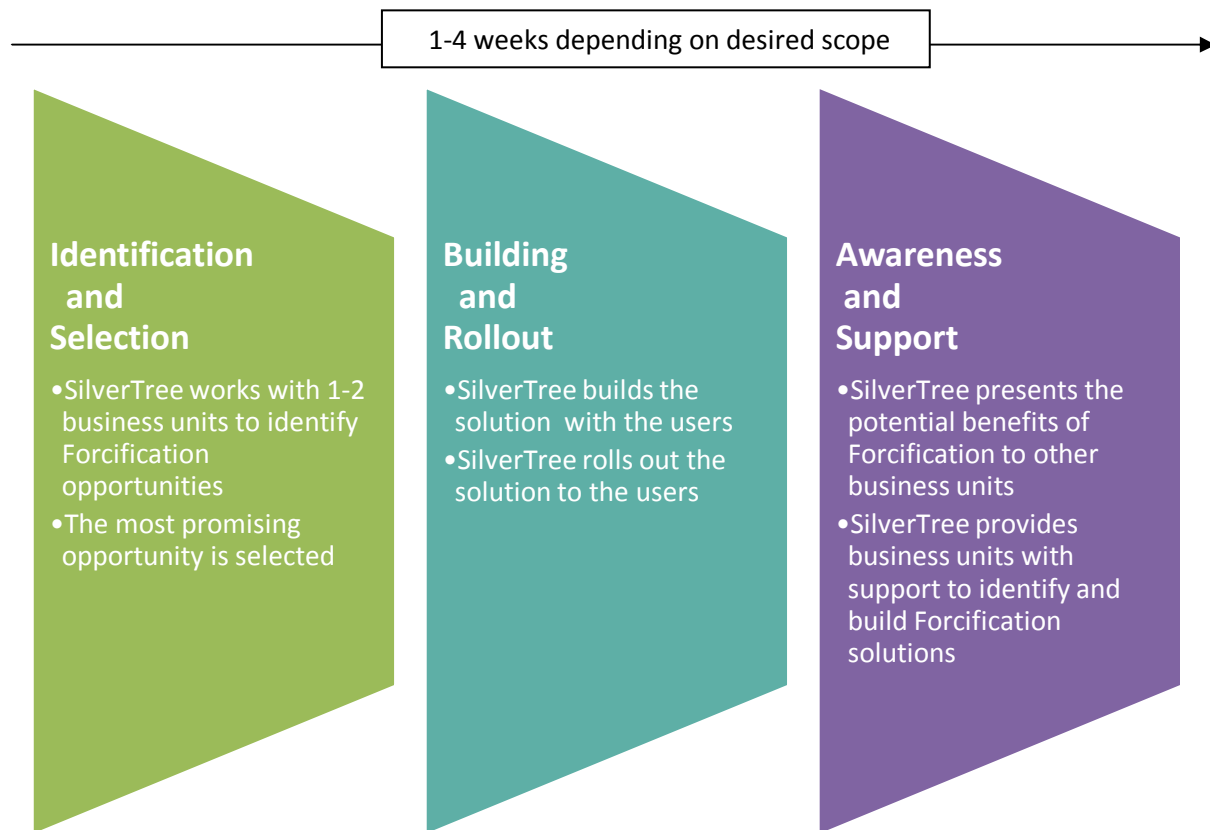 1-4 weeks depending on desired scope
Identification
and
Selection
•SilverTree works with 1-2
business units to identify
Forcification
opportunities
•The most promising
opportunity is selected
Building
and
Rollout
•SilverTree builds the
solution with the users
•SilverTree rolls out the
solution to the users
Awareness
and
Support
•SilverTree presents the
potential benefits of
Forcification to other
business units
•SilverTree provides
business units with
support to identify and
build Forcification
solutions